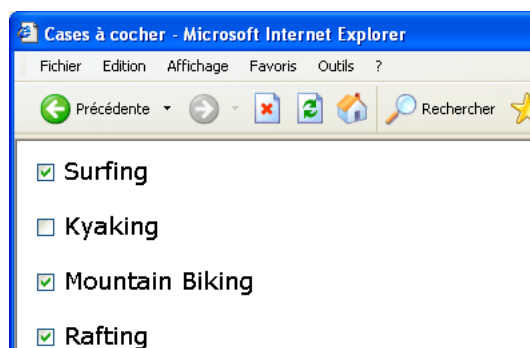 Cases à cocher - Microsoft Internet Explorer
Fichier Edition Affichage Favoris Outils ?
Précédente Rechercher
Surfing
Kyaking
Mountain Biking
Rafting